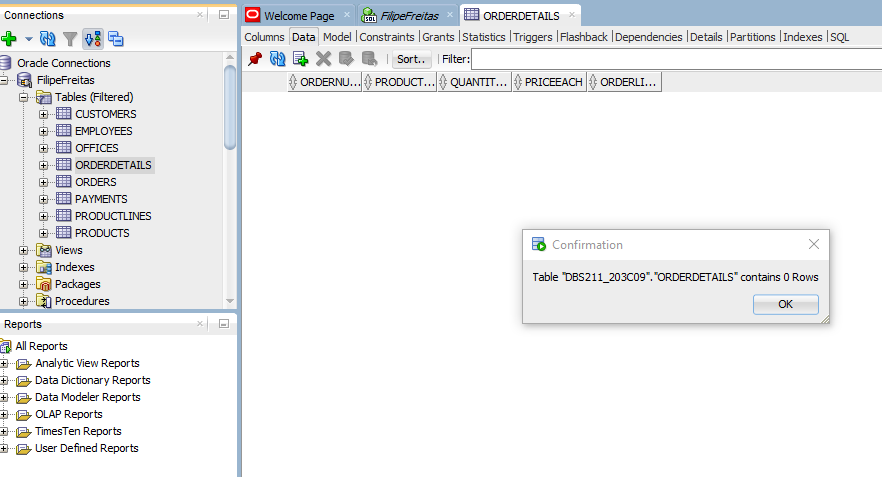 Connections
Oracle Connections
FilipeFreitas
Tables (Filtered)
CUSTOMERS
EMPLOYEES
OFFICES
ORDERDETAILS
ORDERS
PAYMENTS
PRODUCTLINES
PRODUCTS
Views
Indexes
Packages
Procedures
Reports
All Reports
Analytic View Reports
Data Dictionary Reports
Data Modeler Reports
OLAP Reports
TimesTen Reports
User Defined Reports
Welcome Page FilipeFreitas ORDERDETAILS
Columns Data Model Constraints Grants Statistics Triggers Flashback Dependencies Details Partitions Indexes SQL
Sort.. Filter:
ORDERNU... PRODUCT... QUANTIT... PRICEEACH ORDERLI...
Confirmation
Table "DBS211_203C09"."ORDERDETAILS" contains 0 Rows
OK